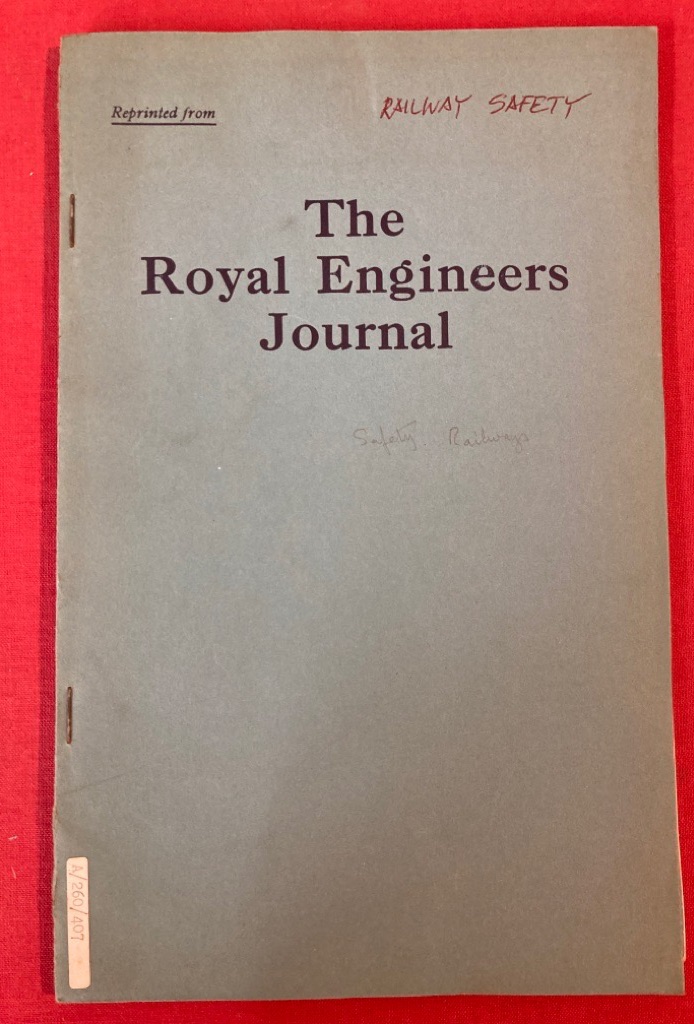 Reprinted from
RAILWAY SAFETY
The
Royal Engineers
Journal
Safety. Railways
A/260/407